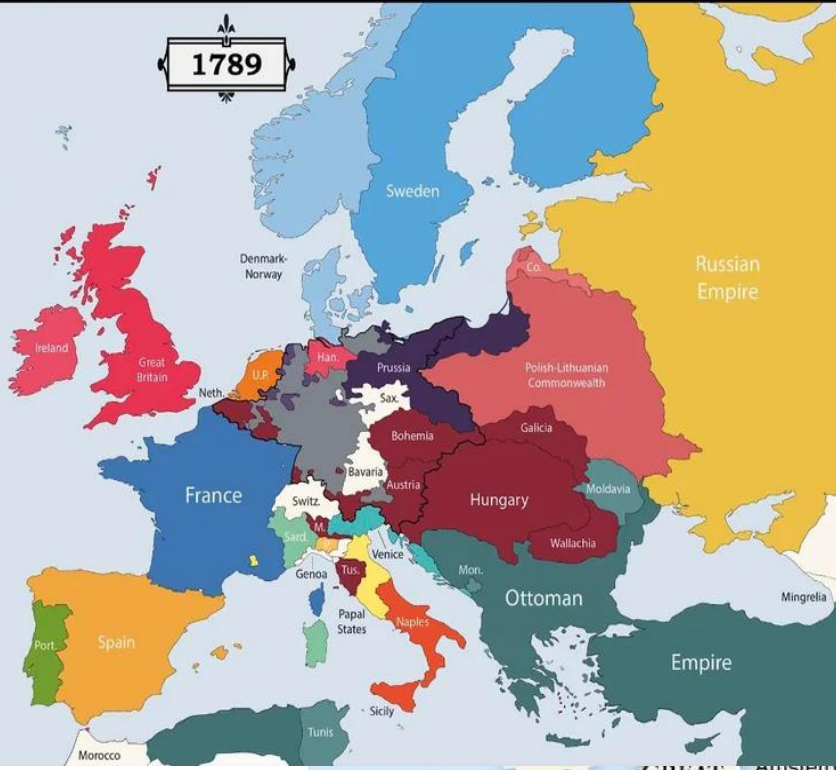 1789
Sweden
Denmark-
Norway
Russian
Empire
Co.
Ireland
Great
Britain
U.P.
Han.
Prussia
Polish-Lithuanian
Commonwealth
Neth.
Sax.
Bohemia
Galicia
Bavaria
Austria
France
Switz.
Hungary
Moldavia
M.
Sard.
P.
Venice
Wallachia
Genoa
Tus.
Mon.
Ottoman
Mingrelia
Papal
States
Naples
Port.
Spain
Empire
Sicily
Tunis
Morocco